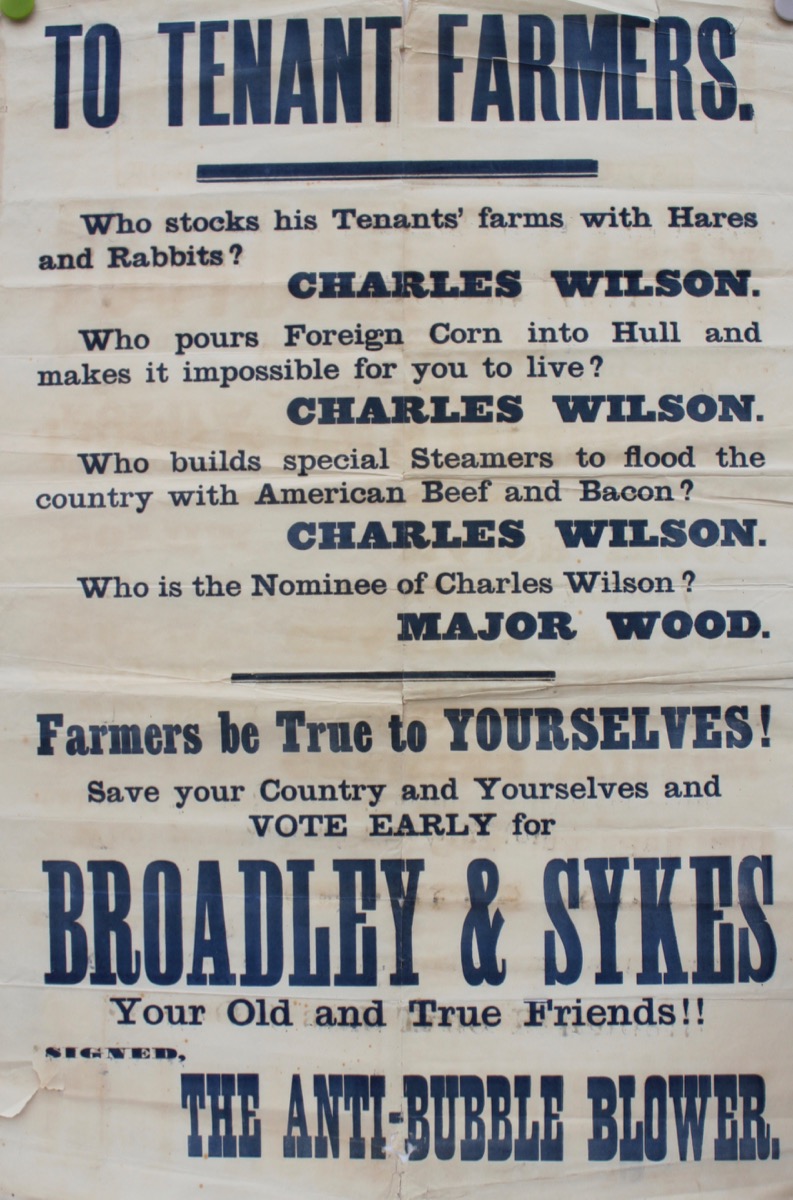 TO TENANT FARMERS.
Who stocks his Tenants' farms with Hares
and Rabbits?
CHARLES WILSON.
Who pours Foreign Corn into Hull and
makes it impossible for you to live?
CHARLES WILSON.
Who builds special Steamers to flood the
country with American Beef and Bacon?
CHARLES WILSON.
Who is the Nominee of Charles Wilson?
MAJOR WOOD.
Farmers be True to YOURSELVES!
Save your Country and Yourselves and
VOTE EARLY for
BROADLEY & SYKES
Your Old and True Friends!!
SIGNED,
THE ANTI-BUBBLE BLOWER.